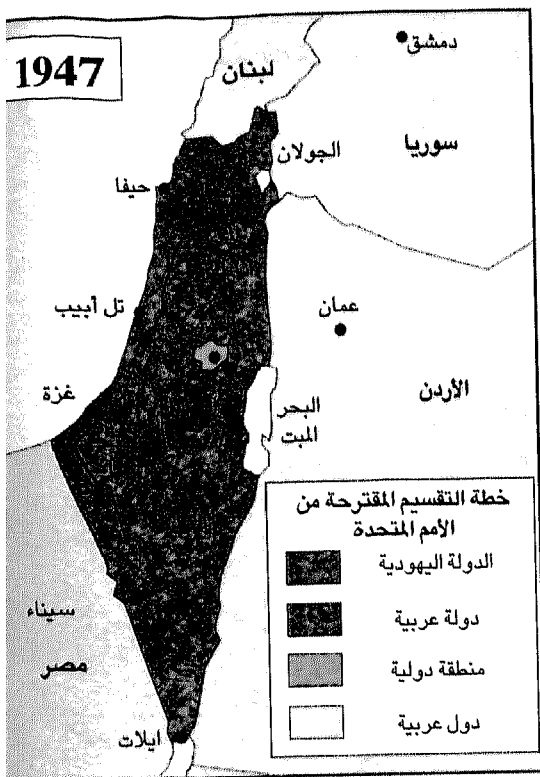 1947
لبنان
دمشق
سوريا
الجولان
حيفا
تل أبيب
عمان
غزة
البحر
الميت
الأردن
سيناء
مصر
ايلات
خطة التقسيم المقترحة من
الأمم المتحدة
الدولة اليهودية
دولة عربية
منطقة دولية
دول عربية